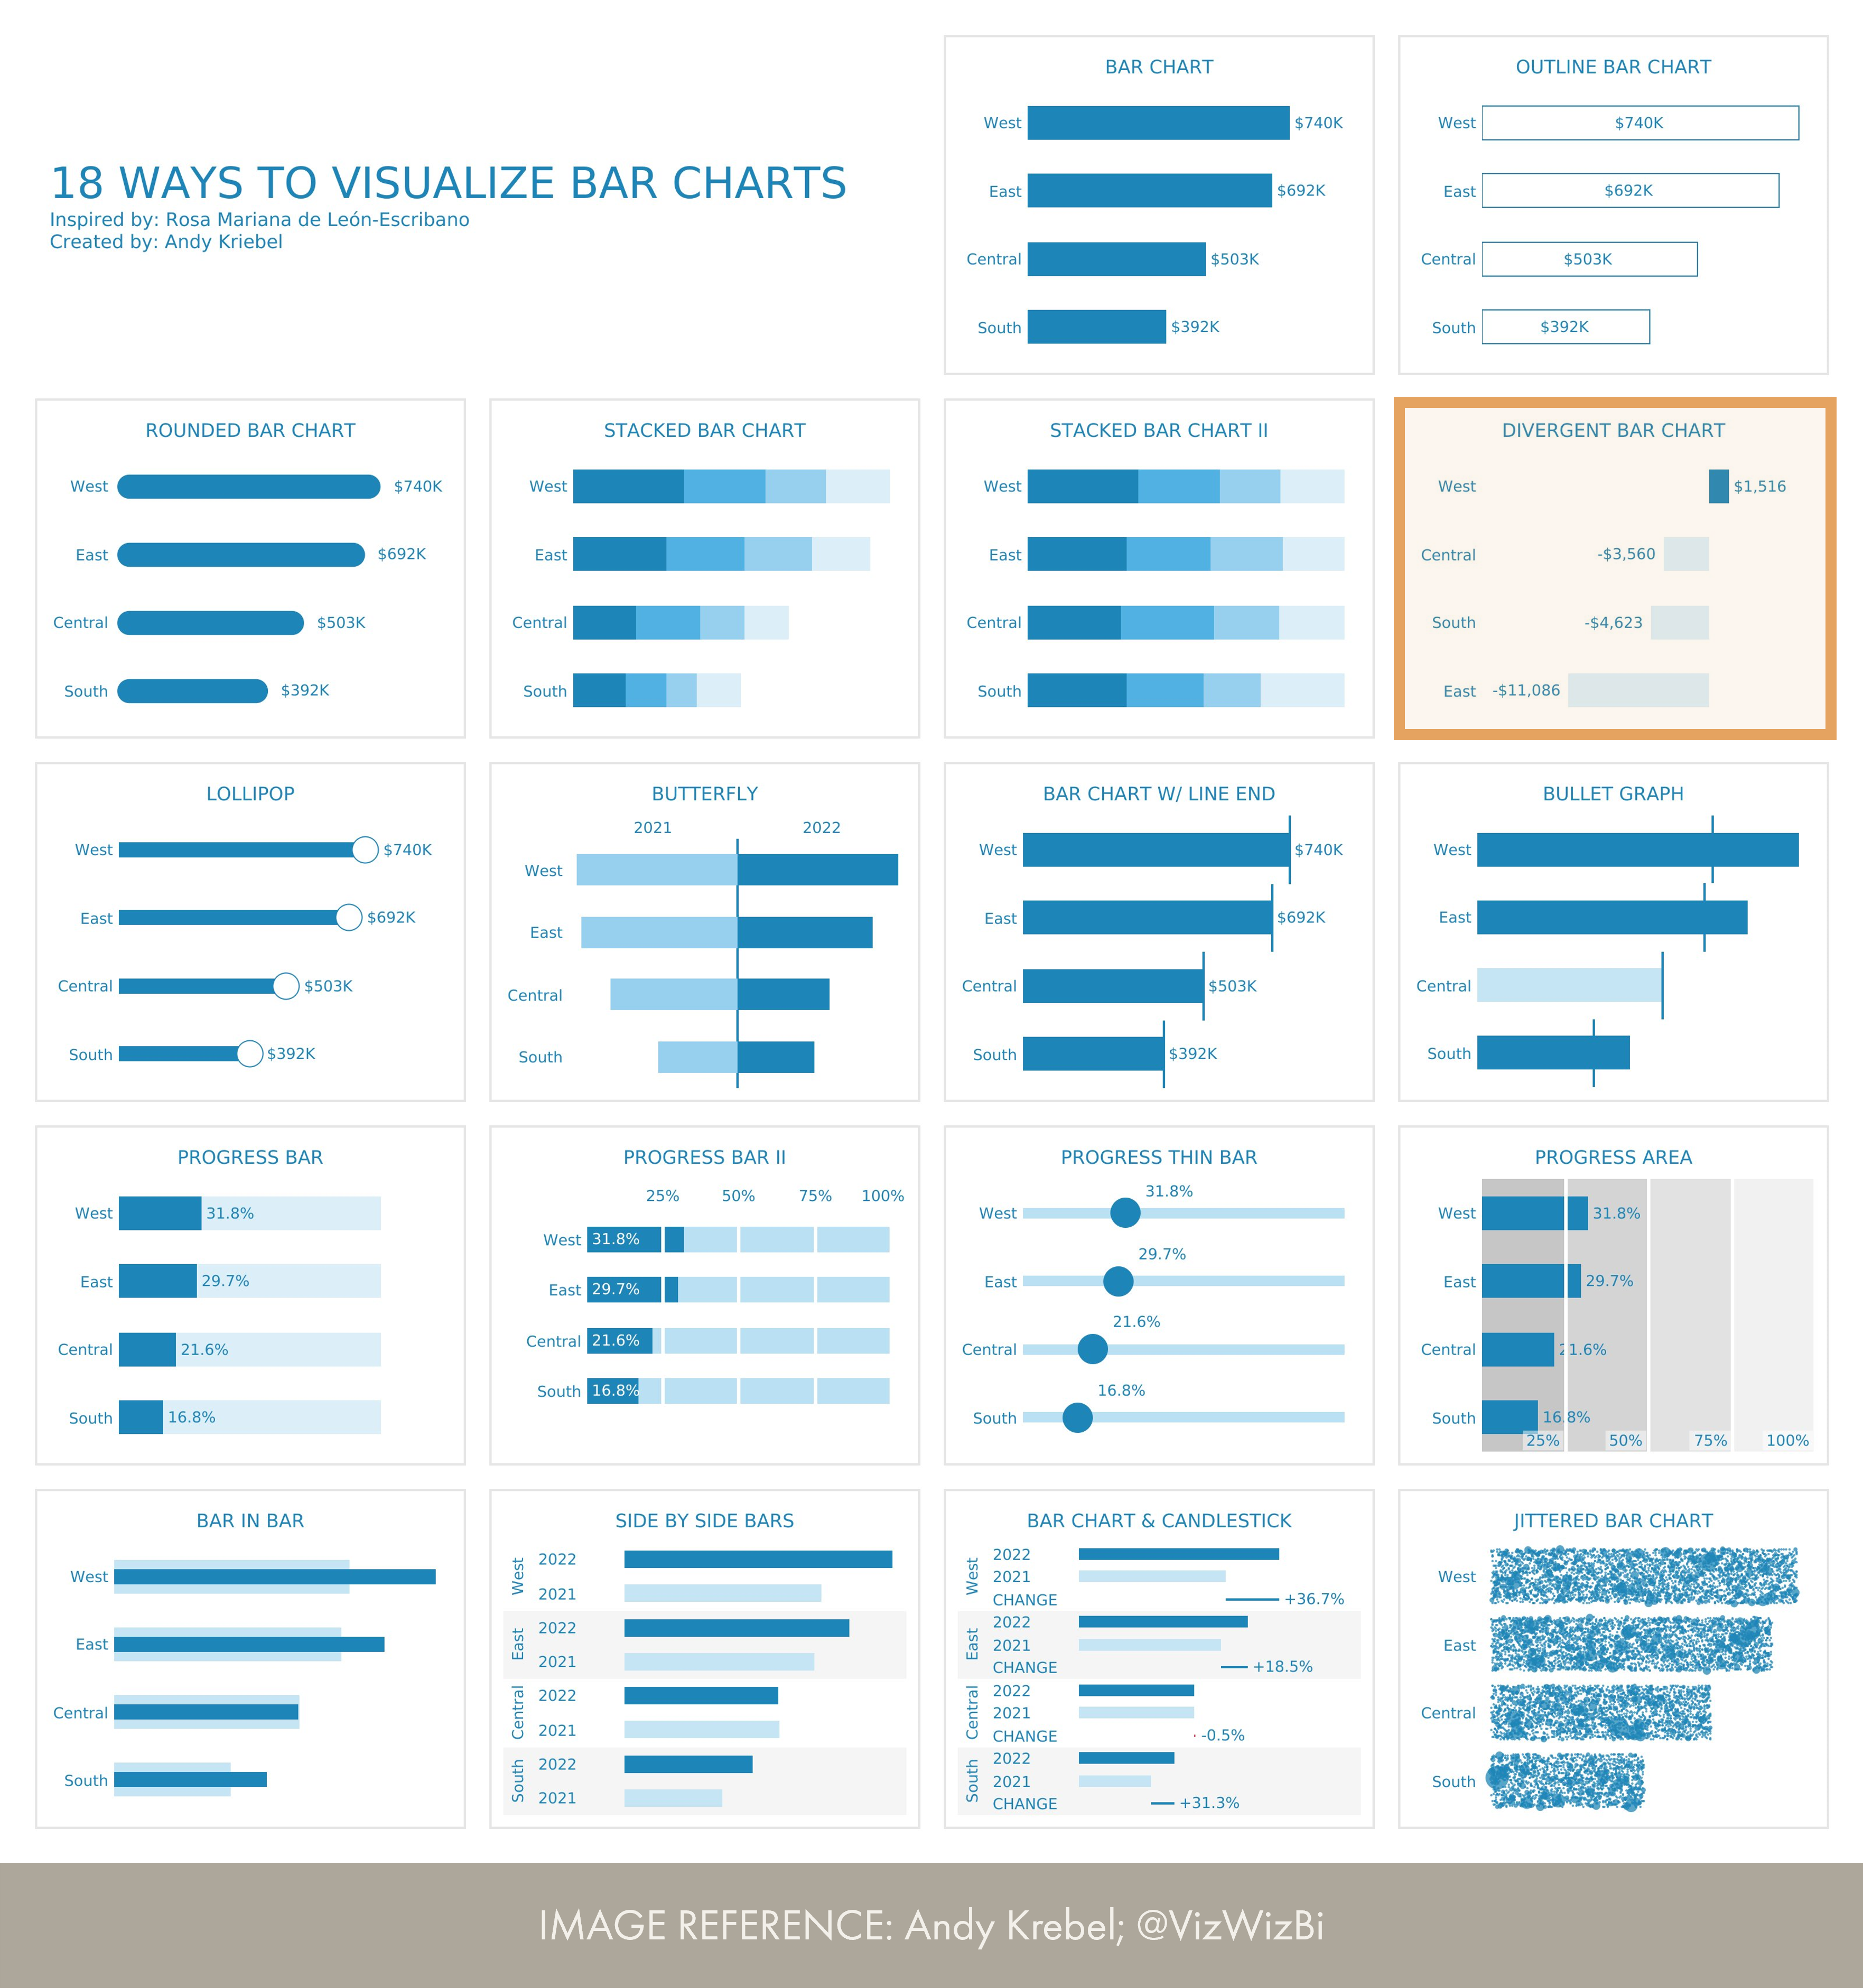 18 WAYS TO VISUALIZE BAR CHARTS
Inspired by: Rosa Mariana de León-Escribano
Created by: Andy Kriebel
BAR CHART
West $740K
East $692K
Central $503K
South $392K
OUTLINE BAR CHART
West $740K
East $692K
Central $503K
South $392K
ROUNDED BAR CHART
West $740K
East $692K
Central $503K
South $392K
STACKED BAR CHART
West
East
Central
South
STACKED BAR CHART II
West
East
Central
South
DIVERGENT BAR CHART
West $1,516
Central -$3,560
South -$4,623
East -$11,086
LOLLIPOP
West $740K
East $692K
Central $503K
South $392K
BUTTERFLY
2021 2022
West
East
Central
South
BAR CHART W/ LINE END
West $740K
East $692K
Central $503K
South $392K
BULLET GRAPH
West
East
Central
South
PROGRESS BAR
West 31.8%
East 29.7%
Central 21.6%
South 16.8%
PROGRESS BAR II
25% 50% 75% 100%
West 31.8%
East 29.7%
Central 21.6%
South 16.8%
PROGRESS THIN BAR
31.8%
West
29.7%
East
21.6%
Central
16.8%
South
PROGRESS AREA
West 31.8%
East 29.7%
Central 21.6%
South 16.8%
25% 50% 75% 100%
BAR IN BAR
West
East
Central
South
SIDE BY SIDE BARS
West
2022
2021
East
2022
2021
Central
2022
2021
South
2022
2021
BAR CHART & CANDLESTICK
West
2022
2021
CHANGE +36.7%
East
2022
2021
CHANGE +18.5%
Central
2022
2021
CHANGE -0.5%
South
2022
2021
CHANGE +31.3%
JITTERED BAR CHART
West
East
Central
South
IMAGE REFERENCE: Andy Krebel; @VizWizBi